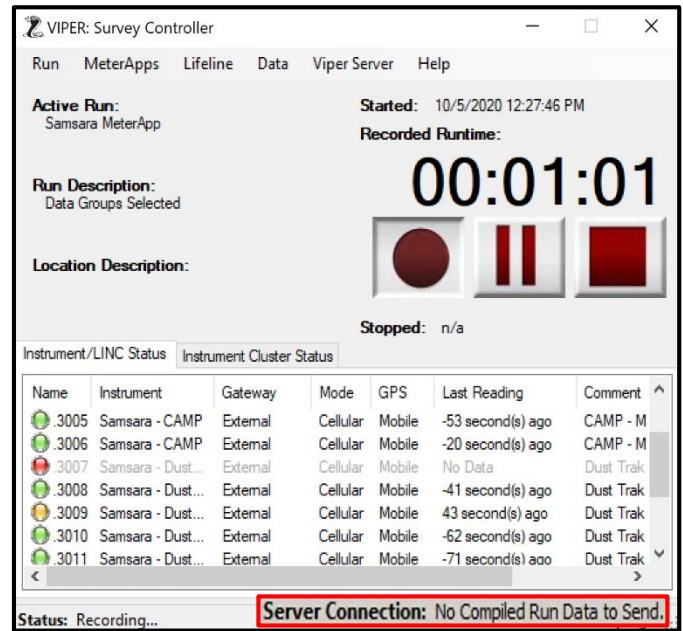 VIPER: Survey Controller
Run MeterApps Lifeline Data Viper Server Help
Active Run: Started: 10/5/2020 12:27:46 PM
Samsara MeterApp Recorded Runtime:
00:01:01
Run Description:
Data Groups Selected
Location Description:
Stopped: n/a
Instrument/LINC Status Instrument Cluster Status
Name Instrument Gateway Mode GPS Last Reading Comment
.3005 Samsara - CAMP External Cellular Mobile -53 second(s) ago CAMP - M
.3006 Samsara - CAMP External Cellular Mobile -20 second(s) ago CAMP - M
.3007 Samsara - Dust... External Cellular Mobile No Data Dust Trak
.3008 Samsara - Dust... External Cellular Mobile -41 second(s) ago Dust Trak
.3009 Samsara - Dust... External Cellular Mobile 43 second(s) ago Dust Trak
.3010 Samsara - Dust... External Cellular Mobile -62 second(s) ago Dust Trak
.3011 Samsara - Dust... External Cellular Mobile -71 second(s) ago Dust Trak
Status: Recording... Server Connection: No Compiled Run Data to Send.